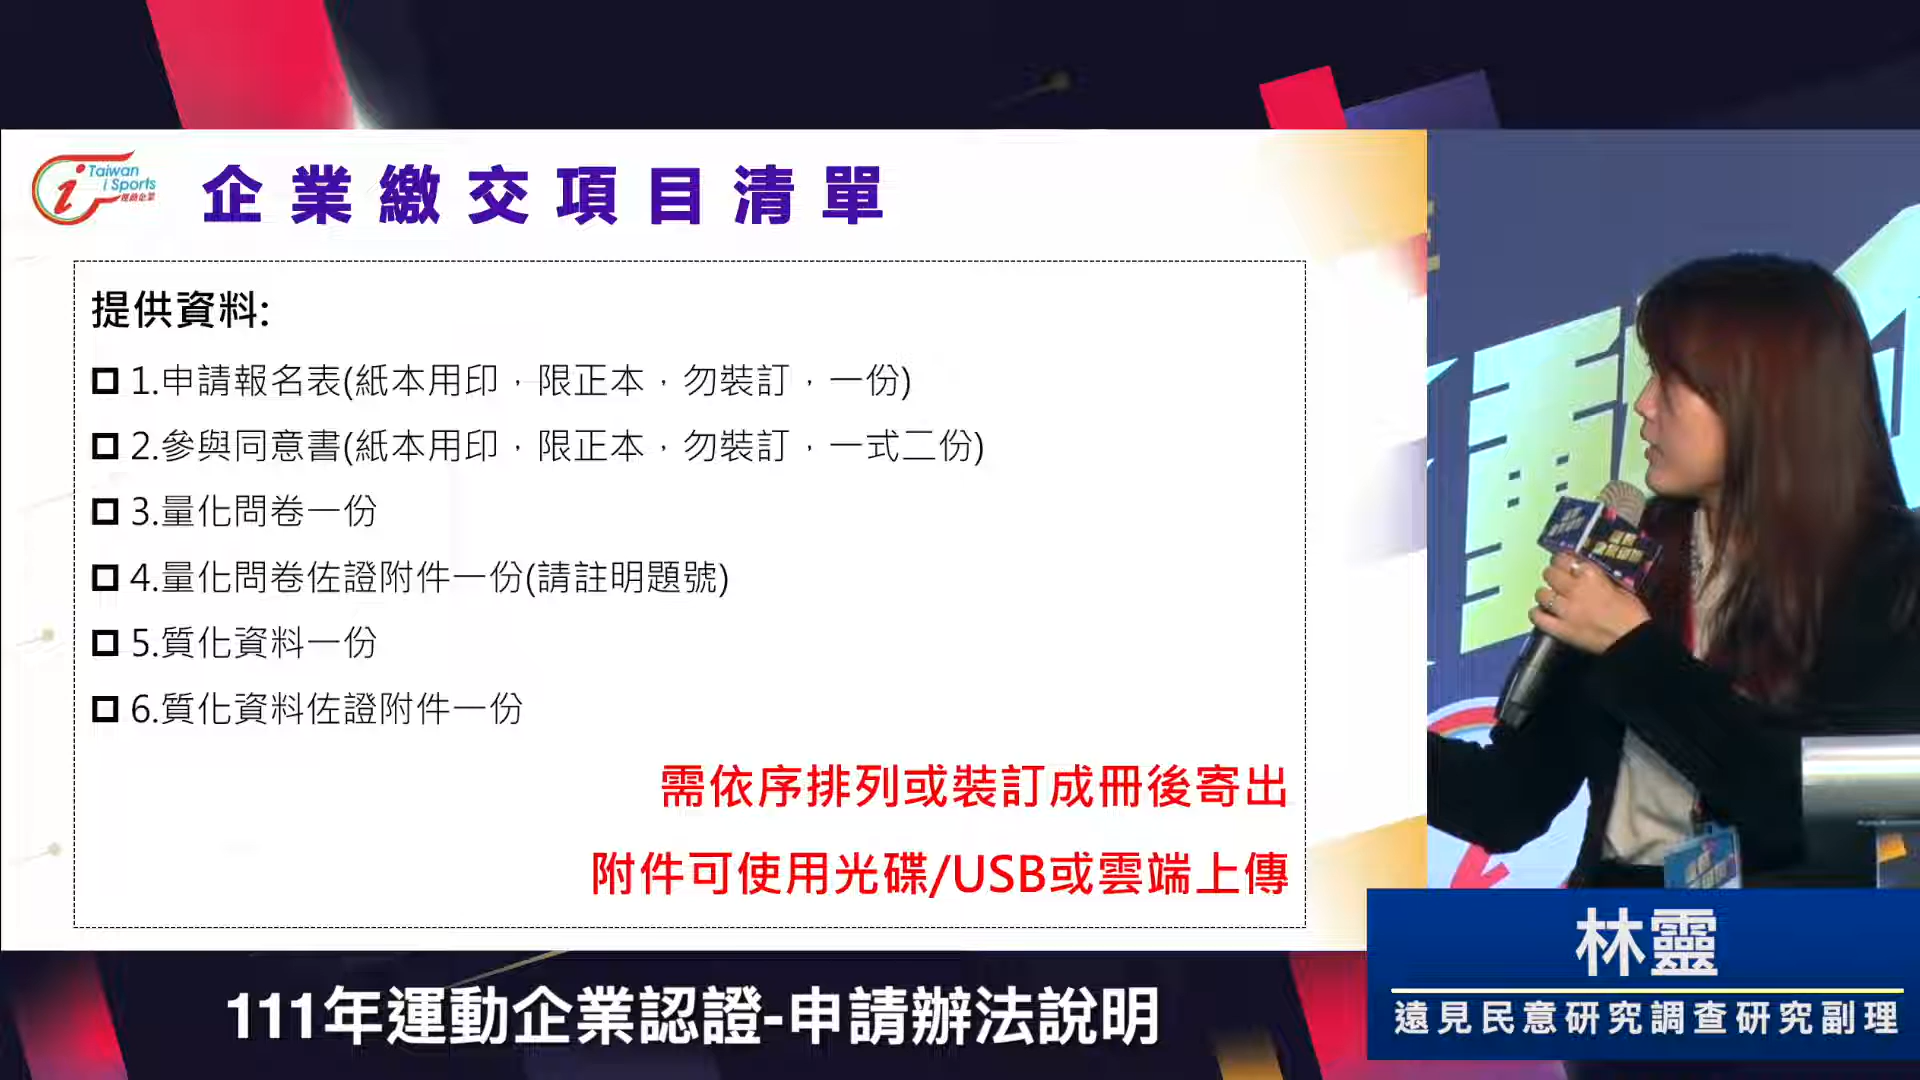 Taiwan
i Sports
運動企業
企業繳交項目清單
提供資料:
1.申請報名表(紙本用印，限正本，勿裝訂，一份)
2.參與同意書(紙本用印，限正本，勿裝訂，一式二份)
3.量化問卷一份
4.量化問卷佐證附件一份(請註明題號)
5.質化資料一份
6.質化資料佐證附件一份
需依序排列或裝訂成冊後寄出
附件可使用光碟/USB或雲端上傳
林靈
遠見民意研究調查研究副理
111年運動企業認證-申請辦法說明